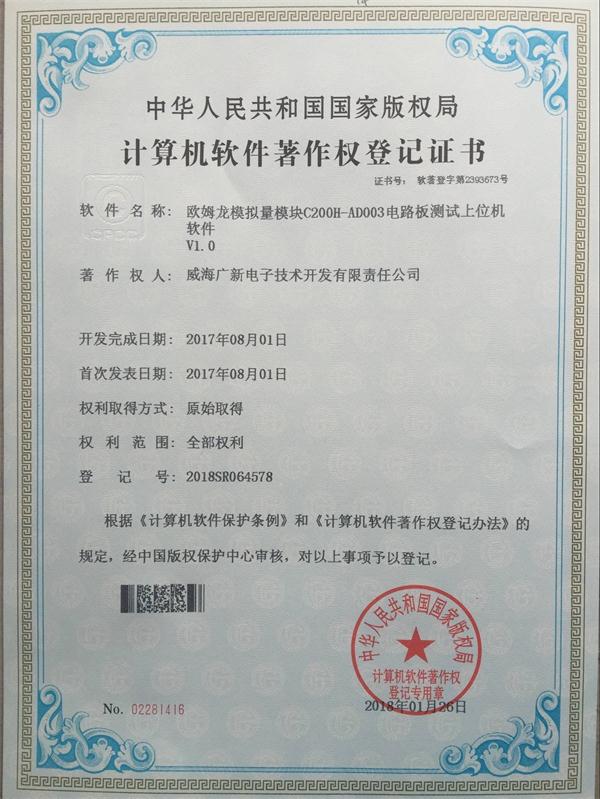 中华人民共和国国家版权局
计算机软件著作权登记证书
证书号： 软著登字第2393673号
软 件 名 称： 欧姆龙模拟量模块C200H-AD003电路板测试上位机
软件
V1.0
著 作 权 人： 威海广新电子技术开发有限责任公司
开发完成日期： 2017年08月01日
首次发表日期： 2017年08月01日
权利取得方式： 原始取得
权 利 范 围： 全部权利
登 记 号： 2018SR064578
根据《计算机软件保护条例》和《计算机软件著作权登记办法》的
规定，经中国版权保护中心审核，对以上事项予以登记。
中华人民共和国国家版权局
计算机软件著作权
登记专用章
No. 02281416
2018年01月26日
CPCC